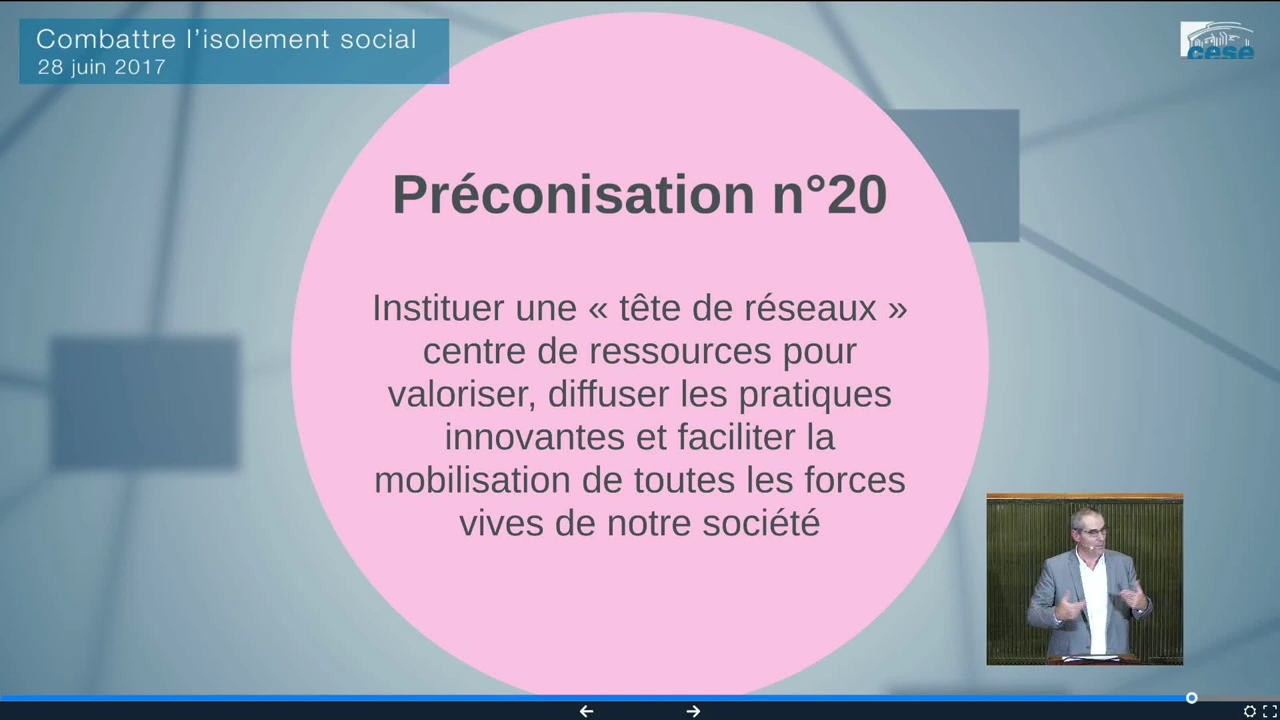 Combattre l’isolement social
28 juin 2017
cese
Préconisation n°20
Instituer une « tête de réseaux »
centre de ressources pour
valoriser, diffuser les pratiques
innovantes et faciliter la
mobilisation de toutes les forces
vives de notre société